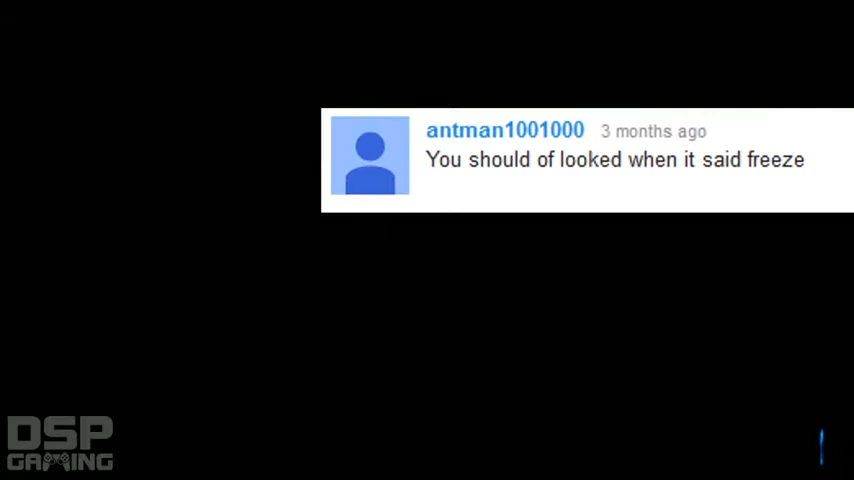 antman1001000 3 months ago
You should of looked when it said freeze
DSP
GAMING